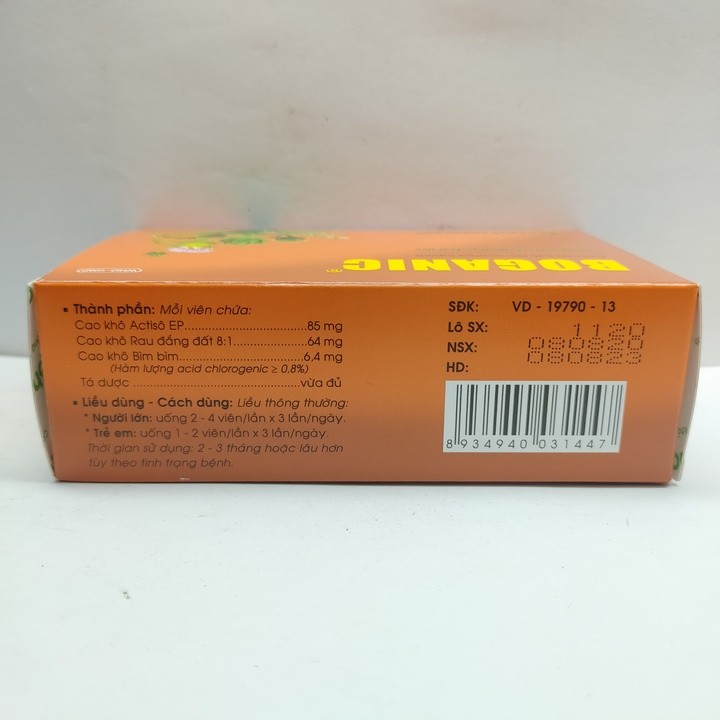 BOGANIC®
▪ Thành phần: Mỗi viên chứa:
Cao khô Actisô EP..............................85 mg
Cao khô Rau đắng đất 8:1...................64 mg
Cao khô Bìm bìm................................6,4 mg
(Hàm lượng acid chlorogenic ≥ 0,8%)
Tá dược ............................................vừa đủ
▪ Liều dùng - Cách dùng: Liều thông thường:
* Người lớn: uống 2 - 4 viên/lần x 3 lần/ngày.
* Trẻ em: uống 1 - 2 viên/lần x 3 lần/ngày.
Thời gian sử dụng: 2 - 3 tháng hoặc lâu hơn
tùy theo tình trạng bệnh.
SĐK: VD - 19790 - 13
Lô SX: 1120
NSX: 080820
HD: 080823
8 934940 031447